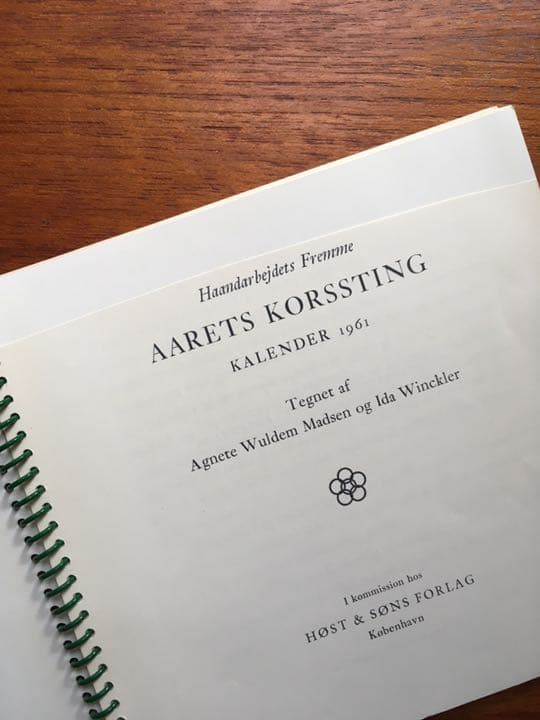 Haandarbejdets Fremme
AARETS KORSSTING
KALENDER 1961
Tegnet af
Agnete Wuldem Madsen og Ida Winckler
I kommission hos
HØST & SØNS FORLAG
København